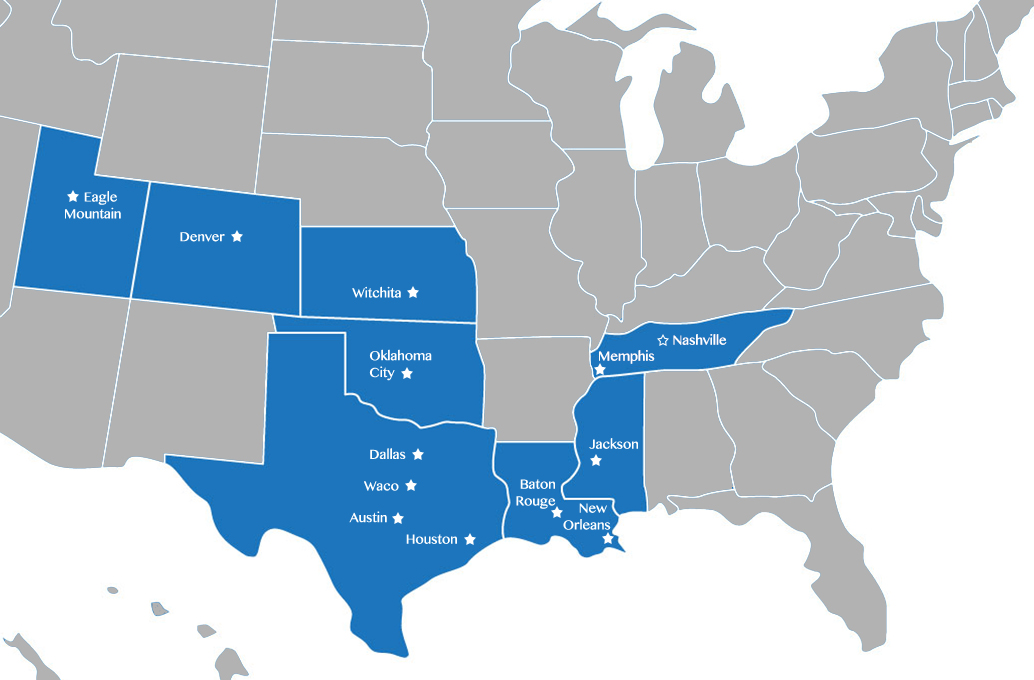 Eagle
Mountain
Denver
Witchita
Oklahoma
City
Nashville
Memphis
Dallas
Waco
Austin
Houston
Jackson
Baton
Rouge
New
Orleans